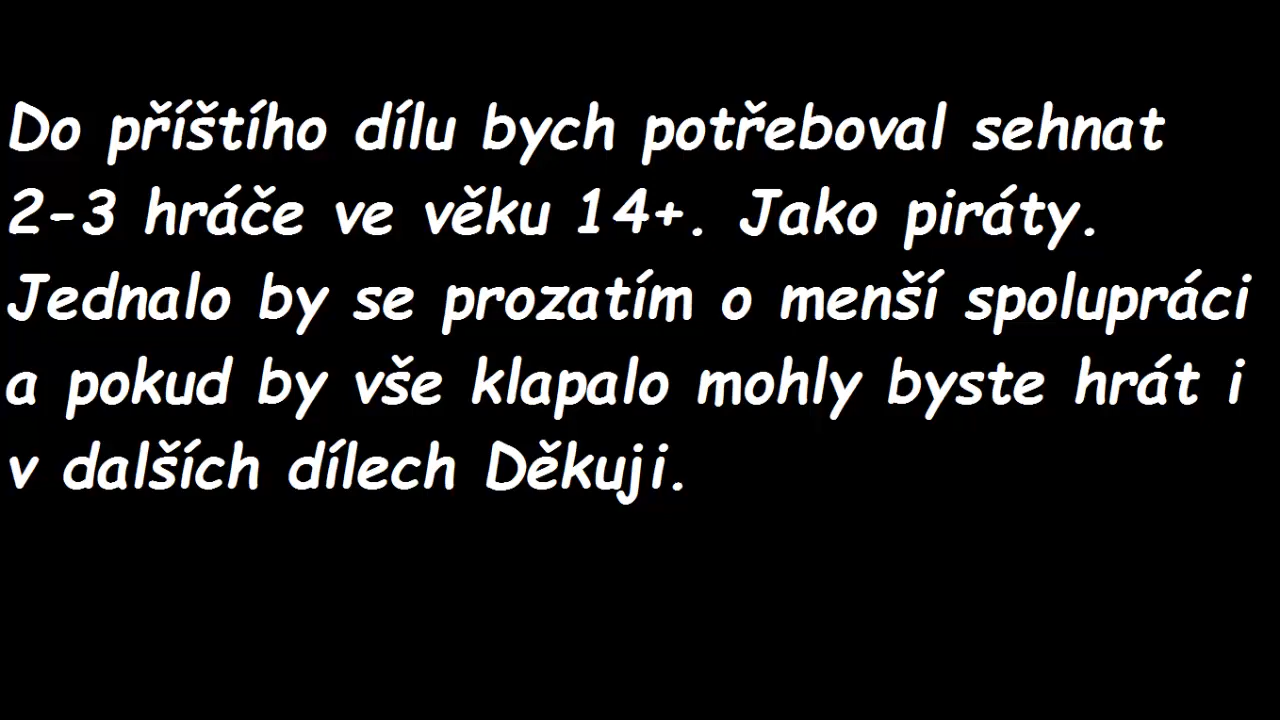 Do příštího dílu bych potřeboval sehnat
2-3 hráče ve věku 14+. Jako piráty.
Jednalo by se prozatím o menší spolupráci
a pokud by vše klapalo mohly byste hrát i
v dalších dílech Děkuji.